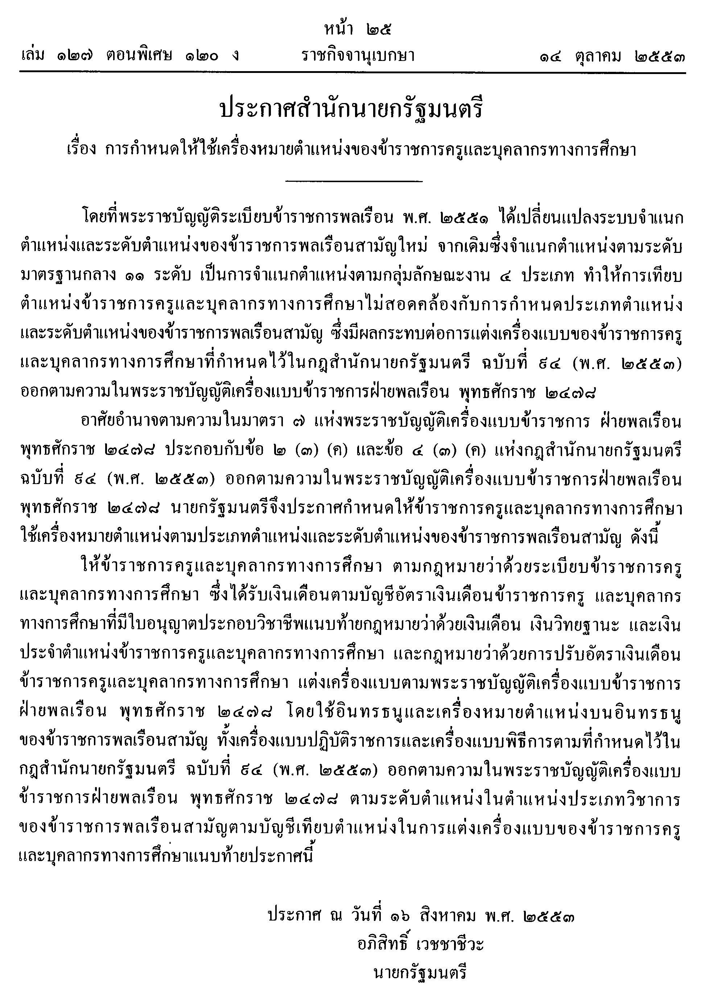 หน้า ๒๕
เล่ม ๑๒๗ ตอนพิเศษ ๑๒๐ ง ราชกิจจานุเบกษา ๑๔ ตุลาคม ๒๕๕๓
ประกาศสำนักนายกรัฐมนตรี
เรื่อง การกำหนดให้ใช้เครื่องหมายตำแหน่งของข้าราชการครูและบุคลากรทางการศึกษา
โดยที่พระราชบัญญัติระเบียบข้าราชการพลเรือน พ.ศ. ๒๕๕๑ ได้เปลี่ยนแปลงระบบจำแนก
ตำแหน่งและระดับตำแหน่งของข้าราชการพลเรือนสามัญใหม่ จากเดิมซึ่งจำแนกตำแหน่งตามระดับ
มาตรฐานกลาง ๑๑ ระดับ เป็นการจำแนกตำแหน่งตามกลุ่มลักษณะงาน ๔ ประเภท ทำให้การเทียบ
ตำแหน่งข้าราชการครูและบุคลากรทางการศึกษาไม่สอดคล้องกับการกำหนดประเภทตำแหน่ง
และระดับตำแหน่งของข้าราชการพลเรือนสามัญ ซึ่งมีผลกระทบต่อการแต่งเครื่องแบบของข้าราชการครู
และบุคลากรทางการศึกษาที่กำหนดไว้ในกฎสำนักนายกรัฐมนตรี ฉบับที่ ๙๔ (พ.ศ. ๒๕๕๓)
ออกตามความในพระราชบัญญัติเครื่องแบบข้าราชการฝ่ายพลเรือน พุทธศักราช ๒๔๗๘
อาศัยอำนาจตามความในมาตรา ๗ แห่งพระราชบัญญัติเครื่องแบบข้าราชการ ฝ่ายพลเรือน
พุทธศักราช ๒๔๗๘ ประกอบกับข้อ ๒ (๓) (ค) และข้อ ๔ (๓) (ค) แห่งกฎสำนักนายกรัฐมนตรี
ฉบับที่ ๙๔ (พ.ศ. ๒๕๕๓) ออกตามความในพระราชบัญญัติเครื่องแบบข้าราชการฝ่ายพลเรือน
พุทธศักราช ๒๔๗๘ นายกรัฐมนตรีจึงประกาศกำหนดให้ข้าราชการครูและบุคลากรทางการศึกษา
ใช้เครื่องหมายตำแหน่งตามประเภทตำแหน่งและระดับตำแหน่งของข้าราชการพลเรือนสามัญ ดังนี้
ให้ข้าราชการครูและบุคลากรทางการศึกษา ตามกฎหมายว่าด้วยระเบียบข้าราชการครู
และบุคลากรทางการศึกษา ซึ่งได้รับเงินเดือนตามบัญชีอัตราเงินเดือนข้าราชการครู และบุคลากร
ทางการศึกษาที่มีใบอนุญาตประกอบวิชาชีพแนบท้ายกฎหมายว่าด้วยเงินเดือน เงินวิทยฐานะ และเงิน
ประจำตำแหน่งข้าราชการครูและบุคลากรทางการศึกษา และกฎหมายว่าด้วยการปรับอัตราเงินเดือน
ข้าราชการครูและบุคลากรทางการศึกษา แต่งเครื่องแบบตามพระราชบัญญัติเครื่องแบบข้าราชการ
ฝ่ายพลเรือน พุทธศักราช ๒๔๗๘ โดยใช้อินทรธนูและเครื่องหมายตำแหน่งบนอินทรธนู
ของข้าราชการพลเรือนสามัญ ทั้งเครื่องแบบปฏิบัติราชการและเครื่องแบบพิธีการตามที่กำหนดไว้ใน
กฎสำนักนายกรัฐมนตรี ฉบับที่ ๙๔ (พ.ศ. ๒๕๕๓) ออกตามความในพระราชบัญญัติเครื่องแบบ
ข้าราชการฝ่ายพลเรือน พุทธศักราช ๒๔๗๘ ตามระดับตำแหน่งในตำแหน่งประเภทวิชาการ
ของข้าราชการพลเรือนสามัญตามบัญชีเทียบตำแหน่งในการแต่งเครื่องแบบของข้าราชการครู
และบุคลากรทางการศึกษาแนบท้ายประกาศนี้
ประกาศ ณ วันที่ ๑๖ สิงหาคม พ.ศ. ๒๕๕๓
อภิสิทธิ์ เวชชาชีวะ
นายกรัฐมนตรี